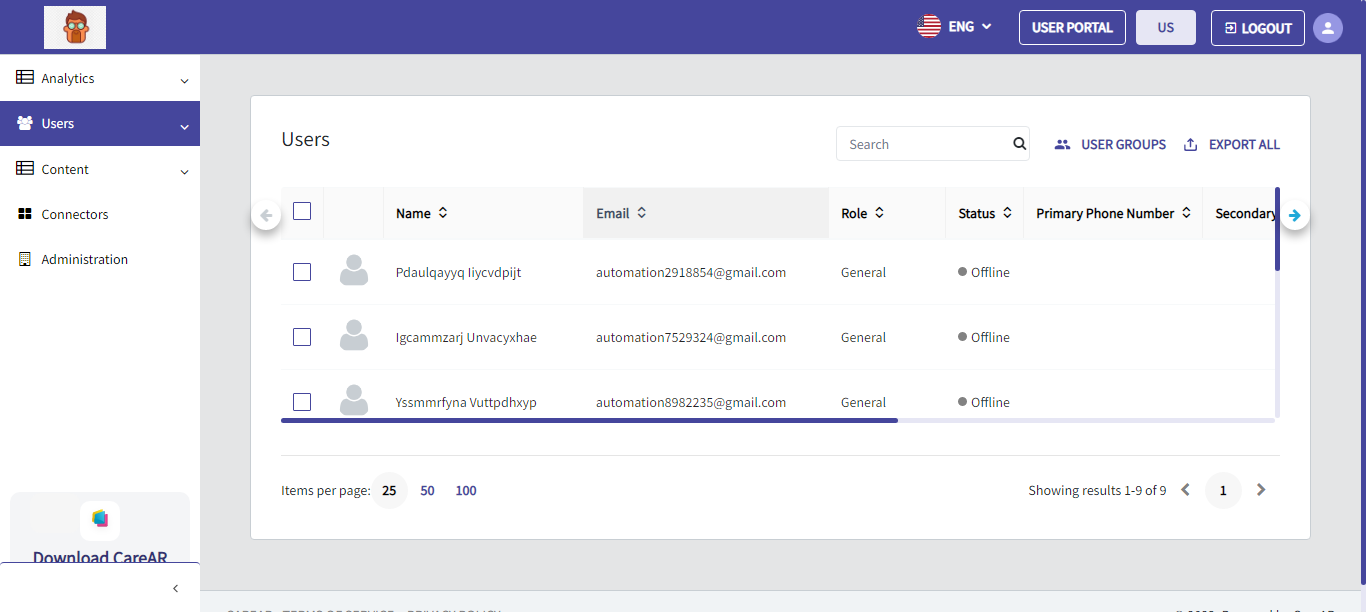 ENG
USER PORTAL
US
LOGOUT
Analytics
Users
Content
Connectors
Administration
Download CareAR
Users
Search
USER GROUPS
EXPORT ALL
Name Email Role Status Primary Phone Number Secondary
Pdaulqayyq Iiycvdpijt automation2918854@gmail.com General Offline
Igcammzarj Unvacyxhae automation7529324@gmail.com General Offline
Yssmmrfyna Vuttpdhxyp automation8982235@gmail.com General Offline
Items per page: 25 50 100
Showing results 1-9 of 9 1